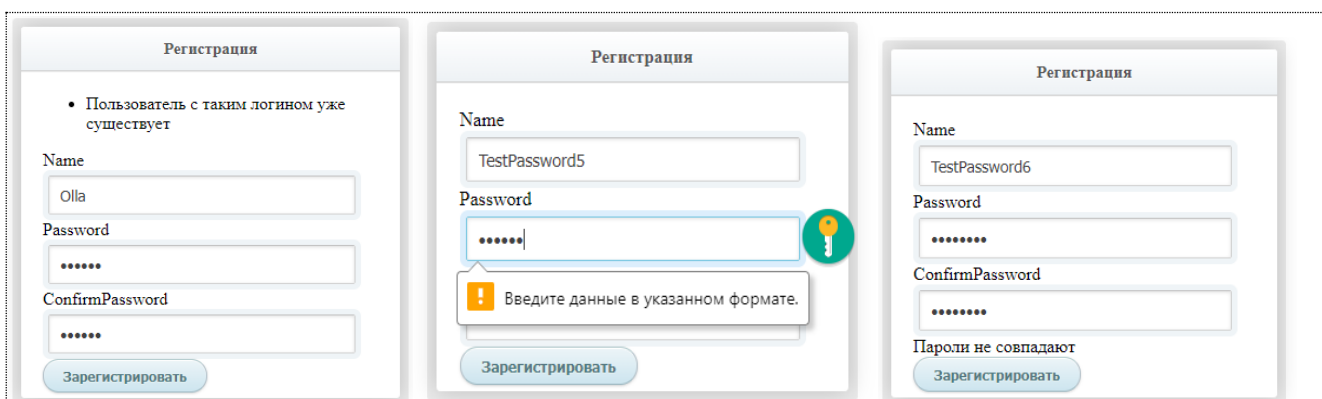 Регистрация
• Пользователь с таким логином уже
существует
Name
Olla
Password
••••••
ConfirmPassword
••••••
Зарегистрировать
Регистрация
Name
TestPassword5
Password
••••••
! Введите данные в указанном формате.
Зарегистрировать
Регистрация
Name
TestPassword6
Password
••••••••
ConfirmPassword
••••••••
Пароли не совпадают
Зарегистрировать